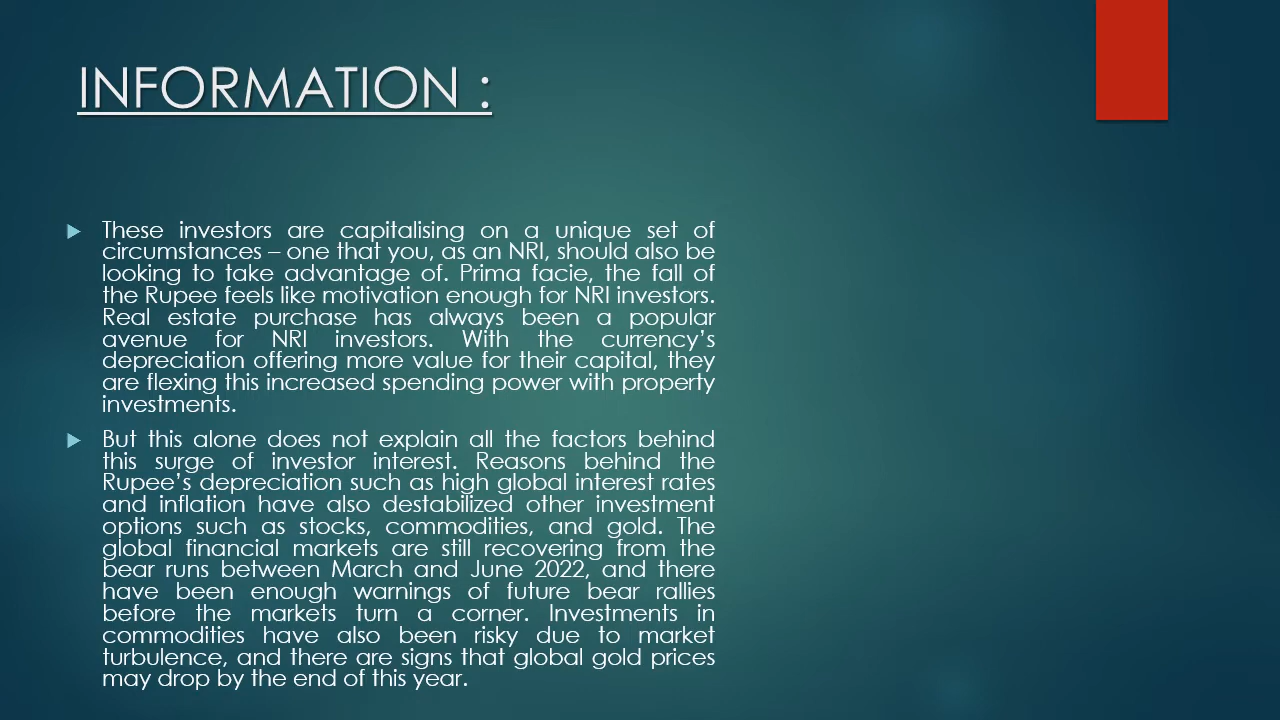 INFORMATION :
These investors are capitalising on a unique set of
circumstances – one that you, as an NRI, should also be
looking to take advantage of. Prima facie, the fall of
the Rupee feels like motivation enough for NRI investors.
Real estate purchase has always been a popular
avenue for NRI investors. With the currency’s
depreciation offering more value for their capital, they
are flexing this increased spending power with property
investments.
But this alone does not explain all the factors behind
this surge of investor interest. Reasons behind the
Rupee’s depreciation such as high global interest rates
and inflation have also destabilized other investment
options such as stocks, commodities, and gold. The
global financial markets are still recovering from the
bear runs between March and June 2022, and there
have been enough warnings of future bear rallies
before the markets turn a corner. Investments in
commodities have also been risky due to market
turbulence, and there are signs that global gold prices
may drop by the end of this year.